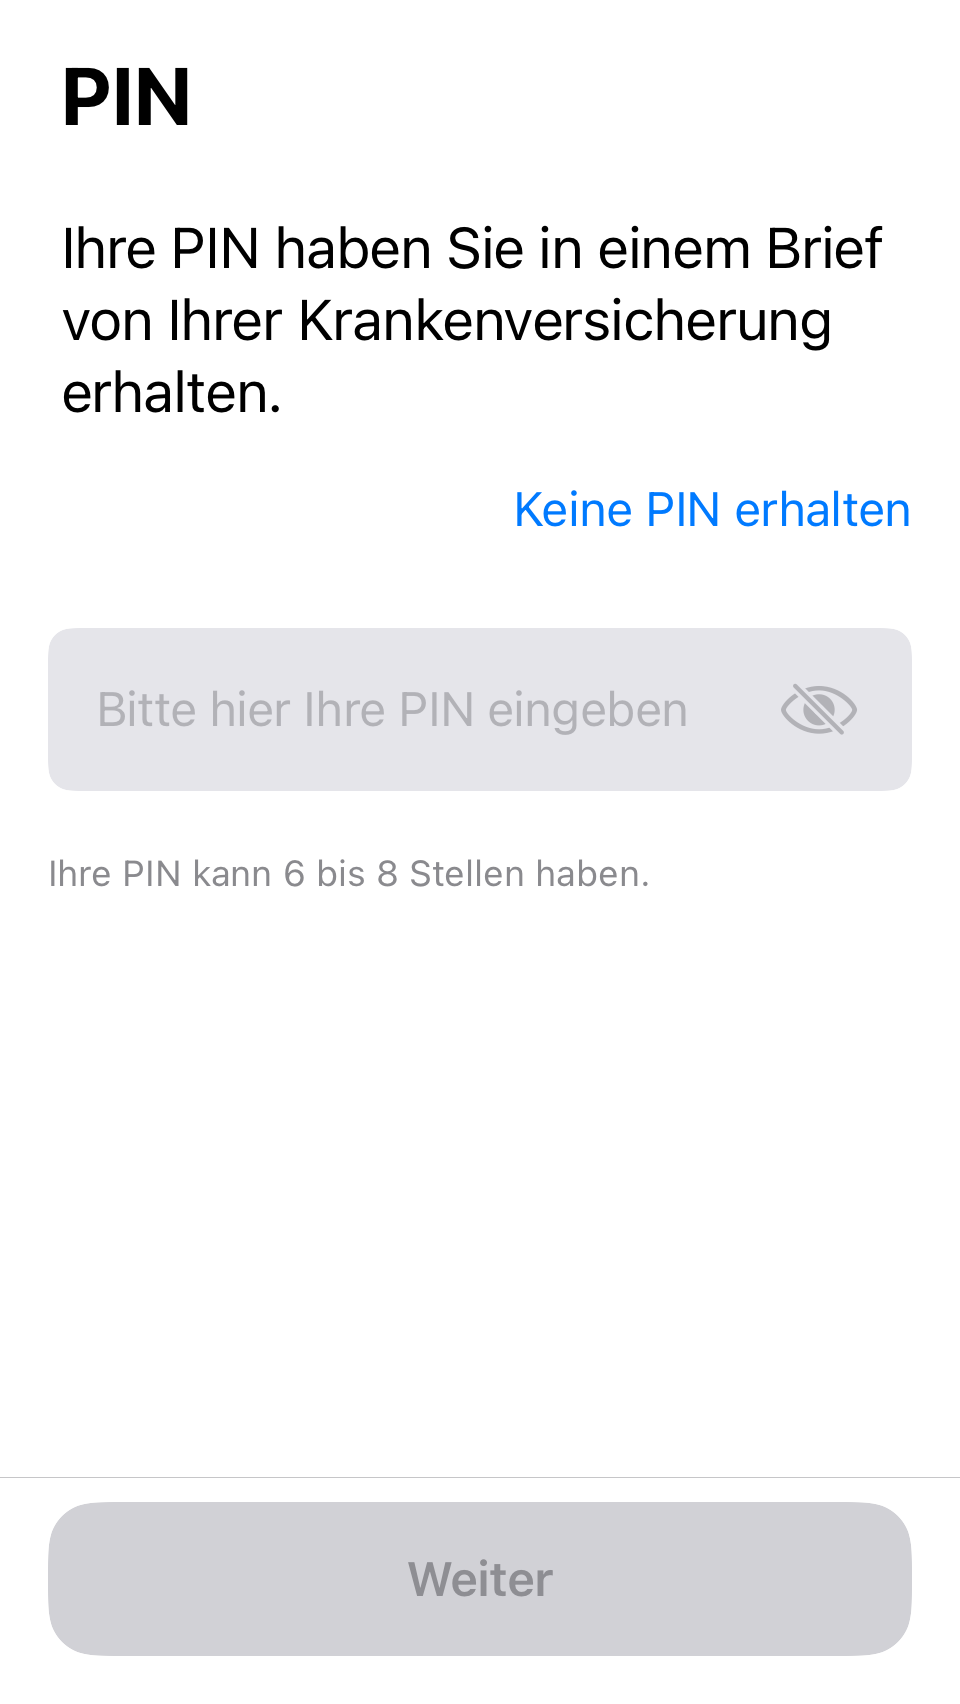 PIN
Ihre PIN haben Sie in einem Brief
von Ihrer Krankenversicherung
erhalten.
Keine PIN erhalten
Bitte hier Ihre PIN eingeben
Ihre PIN kann 6 bis 8 Stellen haben.
Weiter